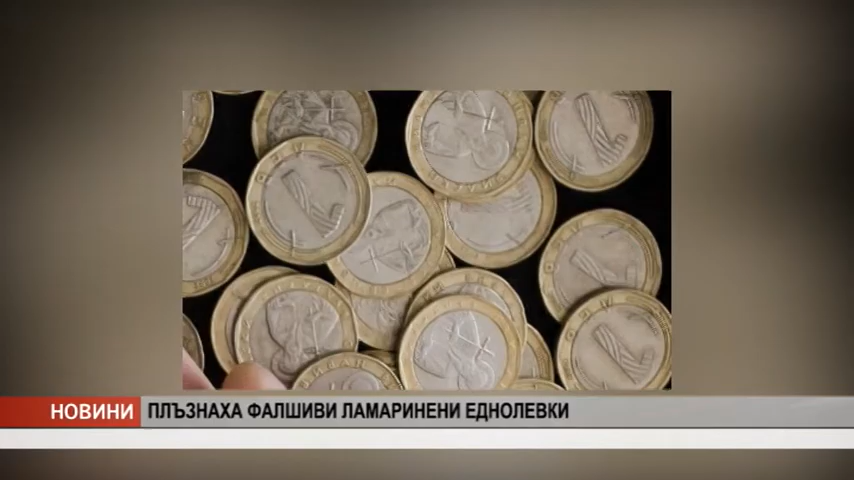 НОВИНИ
ПЛЪЗНАХА ФАЛШИВИ ЛАМАРИНЕНИ ЕДНОЛЕВКИ